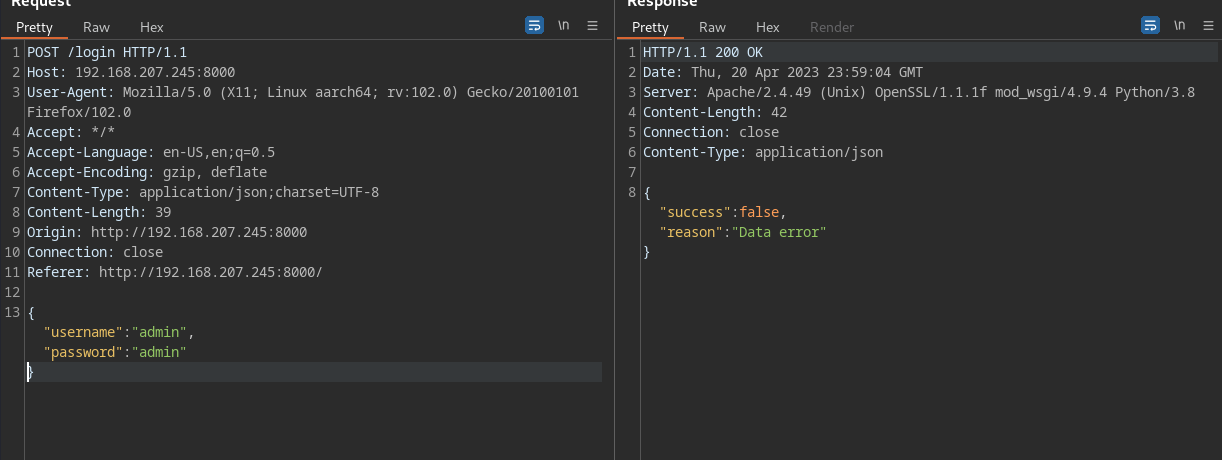 Request
Pretty Raw Hex \n
1 POST /login HTTP/1.1
2 Host: 192.168.207.245:8000
3 User-Agent: Mozilla/5.0 (X11; Linux aarch64; rv:102.0) Gecko/20100101
Firefox/102.0
4 Accept: */*
5 Accept-Language: en-US,en;q=0.5
6 Accept-Encoding: gzip, deflate
7 Content-Type: application/json;charset=UTF-8
8 Content-Length: 39
9 Origin: http://192.168.207.245:8000
10 Connection: close
11 Referer: http://192.168.207.245:8000/
12
13 {
"username":"admin",
"password":"admin"
}
Response
Pretty Raw Hex Render \n
1 HTTP/1.1 200 OK
2 Date: Thu, 20 Apr 2023 23:59:04 GMT
3 Server: Apache/2.4.49 (Unix) OpenSSL/1.1.1f mod_wsgi/4.9.4 Python/3.8
4 Content-Length: 42
5 Connection: close
6 Content-Type: application/json
7
8 {
"success":false,
"reason":"Data error"
}